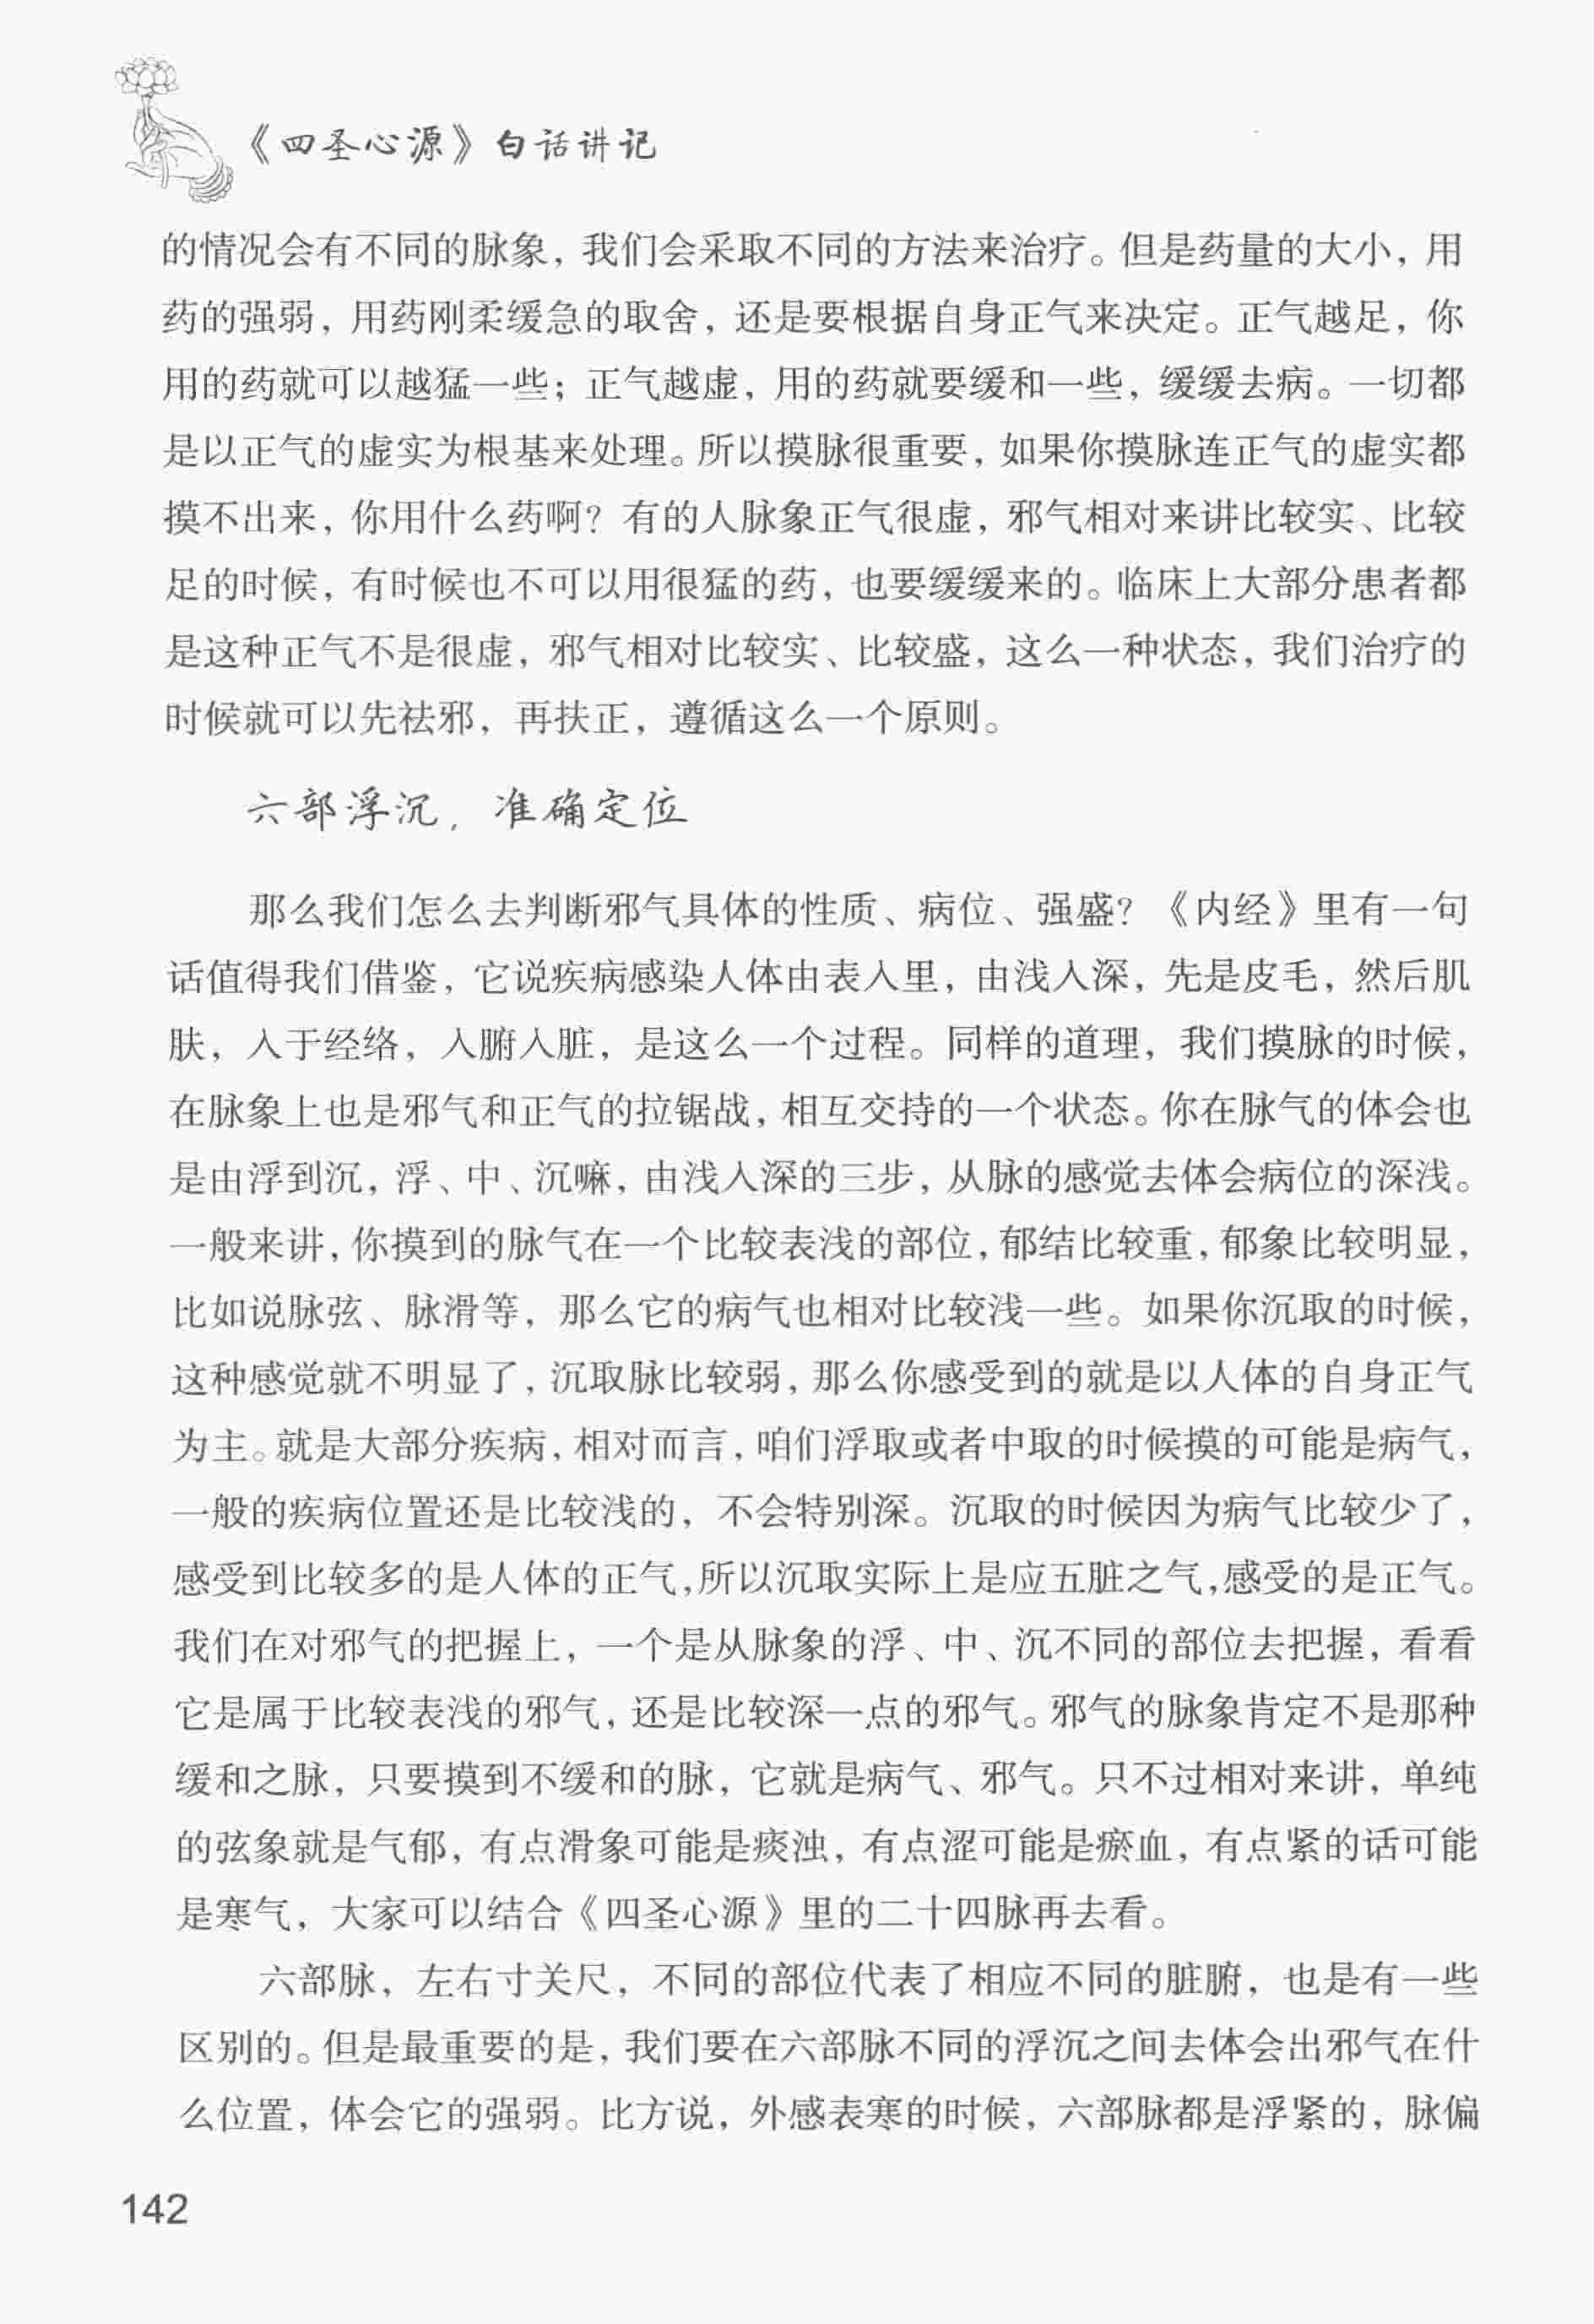 《四圣心源》白话讲记
的情况会有不同的脉象，我们会采取不同的方法来治疗。但是药量的大小，用
药的强弱，用药刚柔缓急的取舍，还是要根据自身正气来决定。正气越足，你
用的药就可以越猛一些；正气越虚，用的药就要缓和一些，缓缓去病。一切都
是以正气的虚实为根基来处理。所以摸脉很重要，如果你摸脉连正气的虚实都
摸不出来，你用什么药啊？有的人脉象正气很虚，邪气相对来讲比较实、比较
足的时候，有时候也不可以用很猛的药，也要缓缓来的。临床上大部分患者都
是这种正气不是很虚，邪气相对比较实、比较盛，这么一种状态，我们治疗的
时候就可以先祛邪，再扶正，遵循这么一个原则。
六部浮沉，准确定位
那么我们怎么去判断邪气具体的性质、病位、强盛？《内经》里有一句
话值得我们借鉴，它说疾病感染人体由表入里，由浅入深，先是皮毛，然后肌
肤，入于经络，入腑入脏，是这么一个过程。同样的道理，我们摸脉的时候，
在脉象上也是邪气和正气的拉锯战，相互交持的一个状态。你在脉气的体会也
是由浮到沉，浮、中、沉嘛，由浅入深的三步，从脉的感觉去体会病位的深浅。
一般来讲，你摸到的脉气在一个比较表浅的部位，郁结比较重，郁象比较明显，
比如说脉弦、脉滑等，那么它的病气也相对比较浅一些。如果你沉取的时候，
这种感觉就不明显了，沉取脉比较弱，那么你感受到的就是以人体的自身正气
为主。就是大部分疾病，相对而言，咱们浮取或者中取的时候摸的可能是病气，
一般的疾病位置还是比较浅的，不会特别深。沉取的时候因为病气比较少了，
感受到比较多的是人体的正气，所以沉取实际上是应五脏之气，感受的是正气。
我们在对邪气的把握上，一个是从脉象的浮、中、沉不同的部位去把握，看看
它是属于比较表浅的邪气，还是比较深一点的邪气。邪气的脉象肯定不是那种
缓和之脉，只要摸到不缓和的脉，它就是病气、邪气。只不过相对来讲，单纯
的弦象就是气郁，有点滑象可能是痰浊，有点涩可能是瘀血，有点紧的话可能
是寒气，大家可以结合《四圣心源》里的二十四脉再去看。
六部脉，左右寸关尺，不同的部位代表了相应不同的脏腑，也是有一些
区别的。但是最重要的是，我们要在六部脉不同的浮沉之间去体会出邪气在什
么位置，体会它的强弱。比方说，外感表寒的时候，六部脉都是浮紧的，脉偏
142